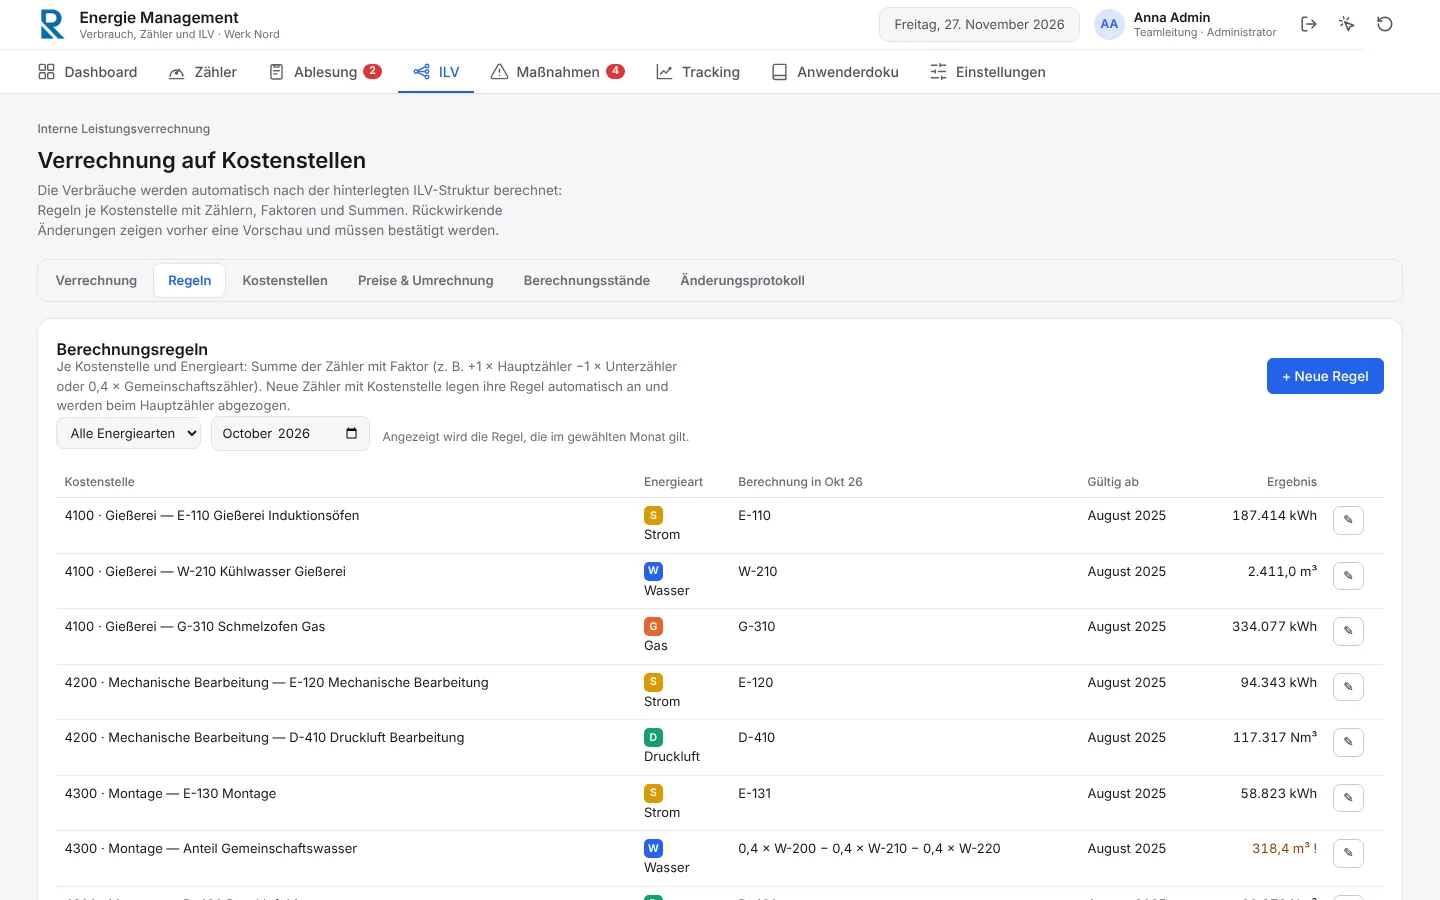 Energie Management
Verbrauch, Zähler und ILV · Werk Nord
Freitag, 27. November 2026
AA
Anna Admin
Teamleitung · Administrator
Dashboard
Zähler
Ablesung 2
ILV
Maßnahmen 4
Tracking
Anwenderdoku
Einstellungen
Interne Leistungsverrechnung
Verrechnung auf Kostenstellen
Die Verbräuche werden automatisch nach der hinterlegten ILV-Struktur berechnet:
Regeln je Kostenstelle mit Zählern, Faktoren und Summen. Rückwirkende
Änderungen zeigen vorher eine Vorschau und müssen bestätigt werden.
Verrechnung Regeln Kostenstellen Preise & Umrechnung Berechnungsstände Änderungsprotokoll
Berechnungsregeln
Je Kostenstelle und Energieart: Summe der Zähler mit Faktor (z. B. +1 × Hauptzähler −1 × Unterzähler
oder 0,4 × Gemeinschaftszähler). Neue Zähler mit Kostenstelle legen ihre Regel automatisch an und
werden beim Hauptzähler abgezogen.
+ Neue Regel
Alle Energiearten October 2026 Angezeigt wird die Regel, die im gewählten Monat gilt.
Kostenstelle Energieart Berechnung in Okt 26 Gültig ab Ergebnis
4100 · Gießerei — E-110 Gießerei Induktionsöfen S Strom E-110 August 2025 187.414 kWh
4100 · Gießerei — W-210 Kühlwasser Gießerei W Wasser W-210 August 2025 2.411,0 m³
4100 · Gießerei — G-310 Schmelzofen Gas G Gas G-310 August 2025 334.077 kWh
4200 · Mechanische Bearbeitung — E-120 Mechanische Bearbeitung S Strom E-120 August 2025 94.343 kWh
4200 · Mechanische Bearbeitung — D-410 Druckluft Bearbeitung D Druckluft D-410 August 2025 117.317 Nm³
4300 · Montage — E-130 Montage S Strom E-131 August 2025 58.823 kWh
4300 · Montage — Anteil Gemeinschaftswasser W Wasser 0,4 × W-200 − 0,4 × W-210 − 0,4 × W-220 August 2025 318,4 m³ !